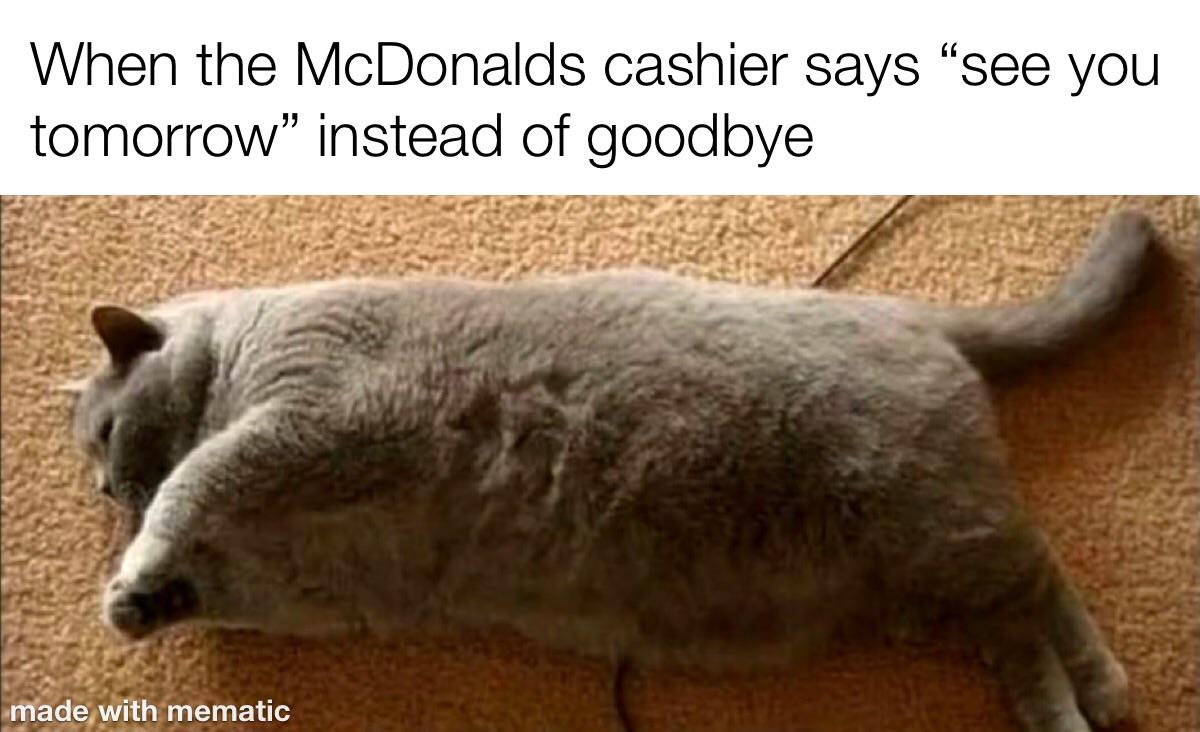 When the McDonalds cashier says “see you
tomorrow” instead of goodbye
made with mematic